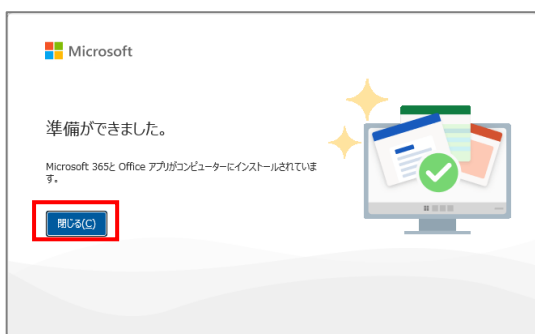 Microsoft
準備ができました。
Microsoft 365と Office アプリがコンピューターにインストールされていま
す。
閉じる(C)